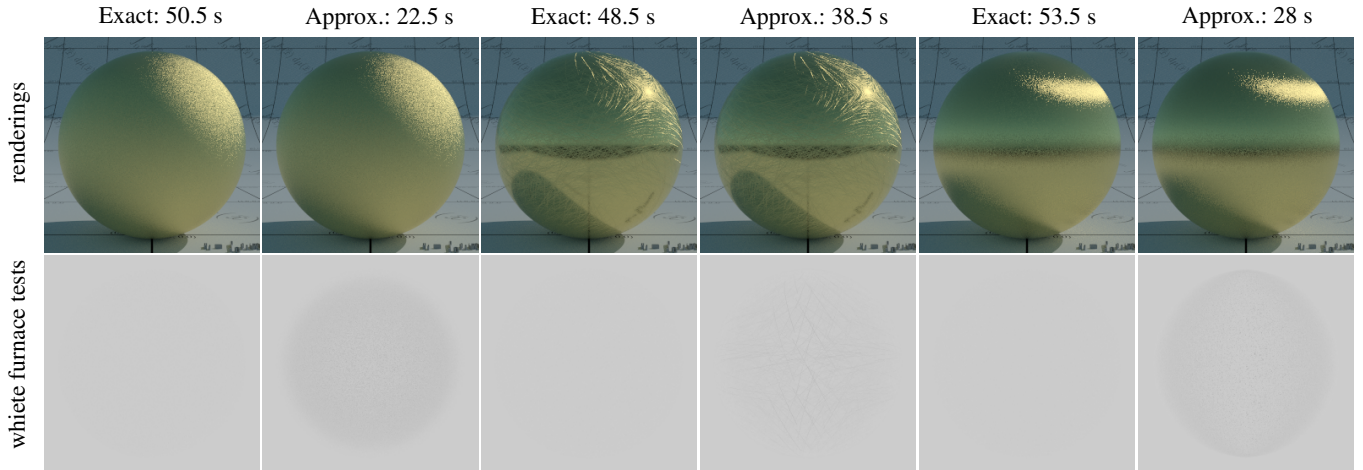 Exact: 50.5 s
Approx.: 22.5 s
Exact: 48.5 s
Approx.: 38.5 s
Exact: 53.5 s
Approx.: 28 s
renderings
whiete furnace tests